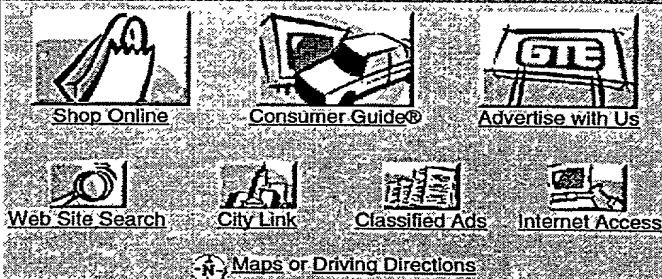 GTE
Shop Online Consumer Guide® Advertise with Us
Web Site Search City Link Classified Ads Internet Access
N Maps or Driving Directions